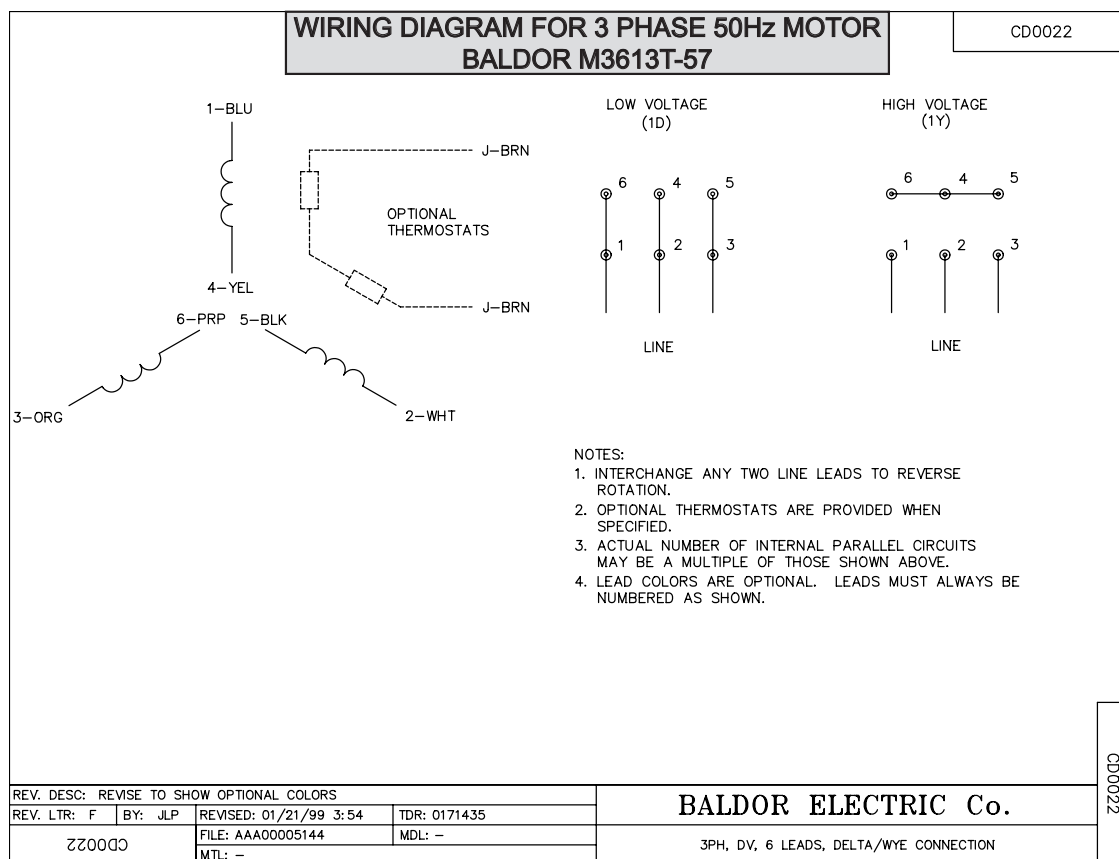 WIRING DIAGRAM FOR 3 PHASE 50Hz MOTOR
BALDOR M3613T-57
CD0022
1-BLU
4-YEL
6-PRP 5-BLK
3-ORG
2-WHT
J-BRN
OPTIONAL
THERMOSTATS
J-BRN
LOW VOLTAGE
(1D)
6 4 5
1 2 3
LINE
HIGH VOLTAGE
(1Y)
6 4 5
1 2 3
LINE
NOTES:
1. INTERCHANGE ANY TWO LINE LEADS TO REVERSE
ROTATION.
2. OPTIONAL THERMOSTATS ARE PROVIDED WHEN
SPECIFIED.
3. ACTUAL NUMBER OF INTERNAL PARALLEL CIRCUITS
MAY BE A MULTIPLE OF THOSE SHOWN ABOVE.
4. LEAD COLORS ARE OPTIONAL. LEADS MUST ALWAYS BE
NUMBERED AS SHOWN.
CD0022
REV. DESC: REVISE TO SHOW OPTIONAL COLORS
REV. LTR: F BY: JLP REVISED: 01/21/99 3:54 TDR: 0171435
CD0022
FILE: AAA00005144 MDL: -
MTL: -
BALDOR ELECTRIC Co.
3PH, DV, 6 LEADS, DELTA/WYE CONNECTION